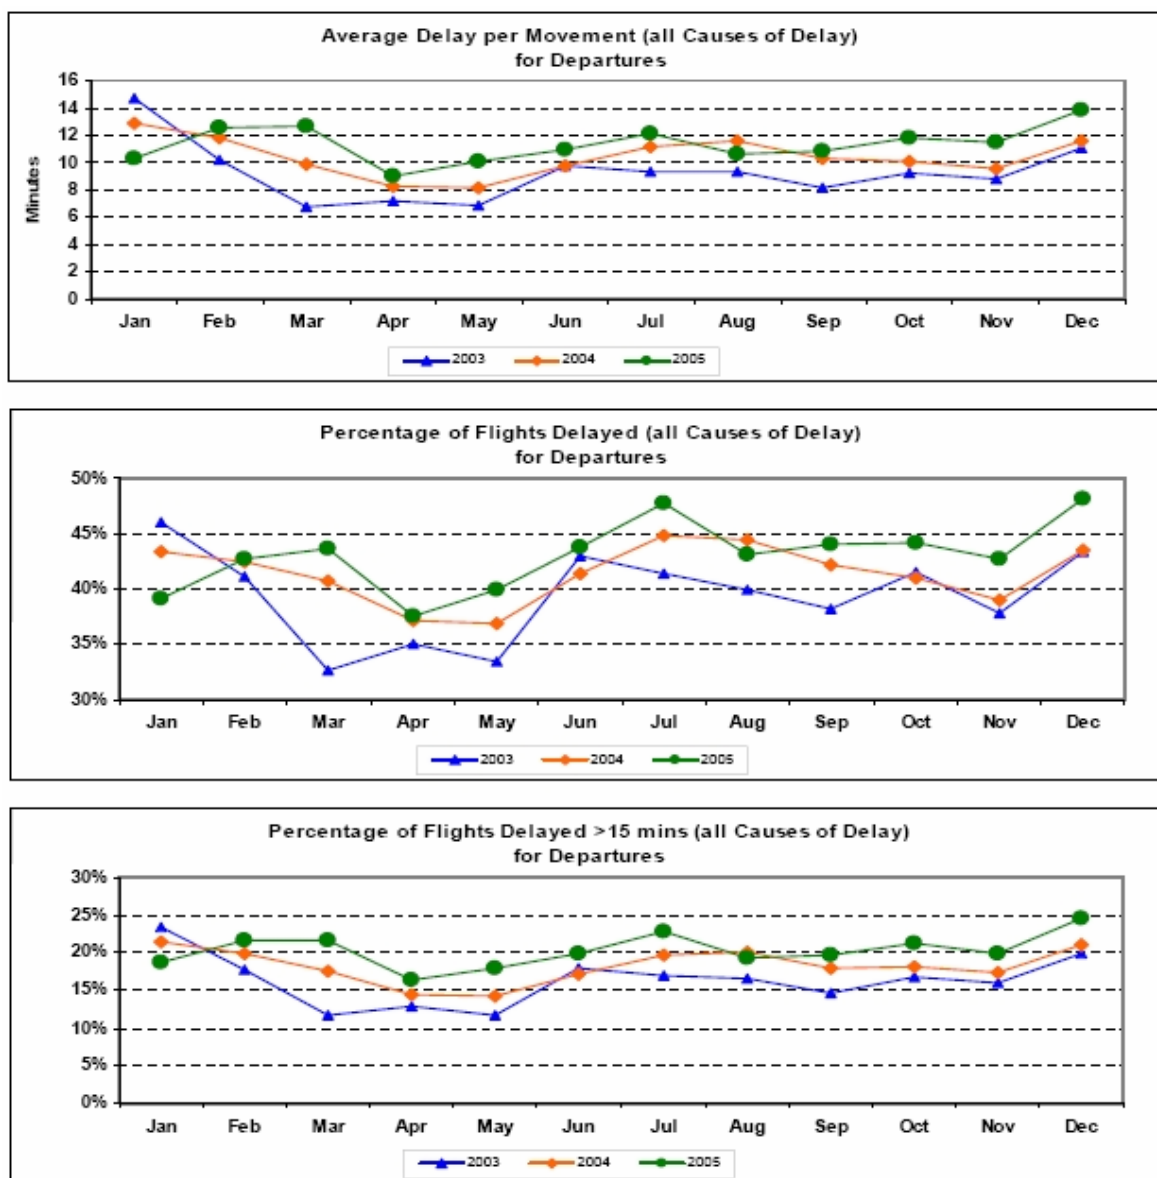 Average Delay per Movement (all Causes of Delay)
for Departures
Minutes
16
14
12
10
8
6
4
2
0
Jan Feb Mar Apr May Jun Jul Aug Sep Oct Nov Dec
2003 2004 2005
Percentage of Flights Delayed (all Causes of Delay)
for Departures
50%
45%
40%
35%
30%
Jan Feb Mar Apr May Jun Jul Aug Sep Oct Nov Dec
2003 2004 2005
Percentage of Flights Delayed >15 mins (all Causes of Delay)
for Departures
30%
25%
20%
15%
10%
5%
0%
Jan Feb Mar Apr May Jun Jul Aug Sep Oct Nov Dec
2003 2004 2005